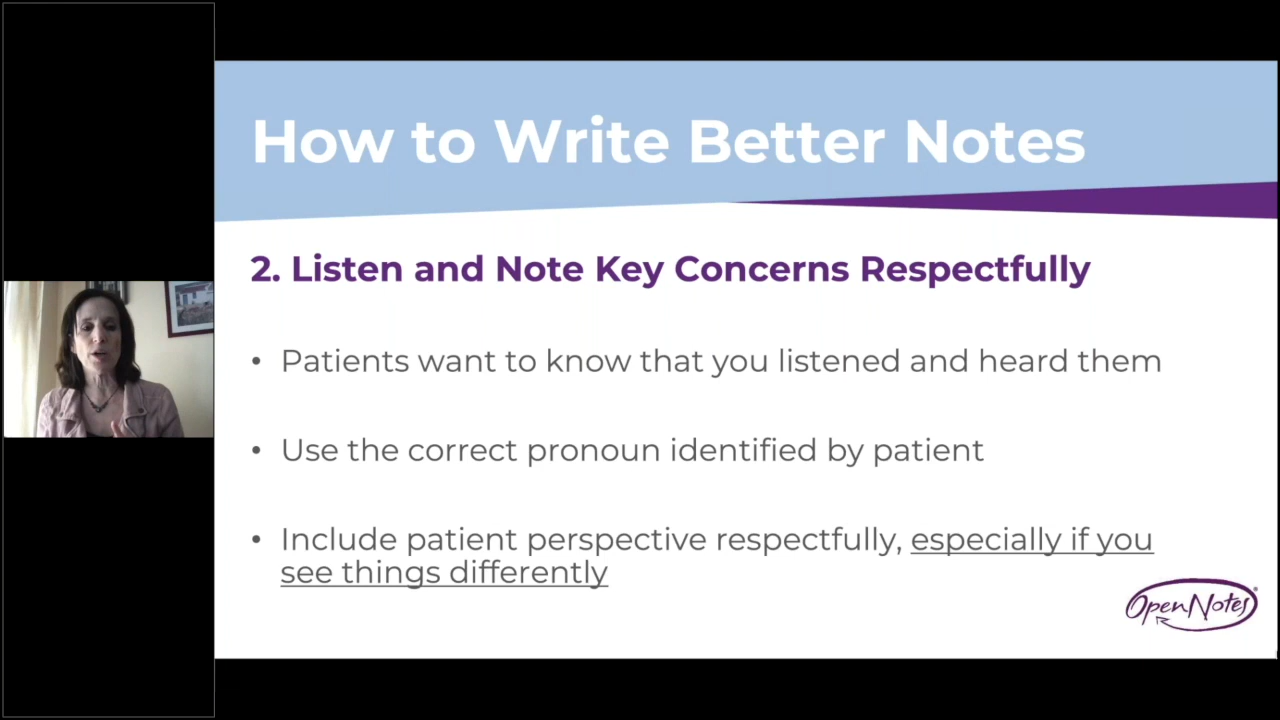 How to Write Better Notes
2. Listen and Note Key Concerns Respectfully
• Patients want to know that you listened and heard them
• Use the correct pronoun identified by patient
• Include patient perspective respectfully, especially if you
see things differently
OpenNotes®